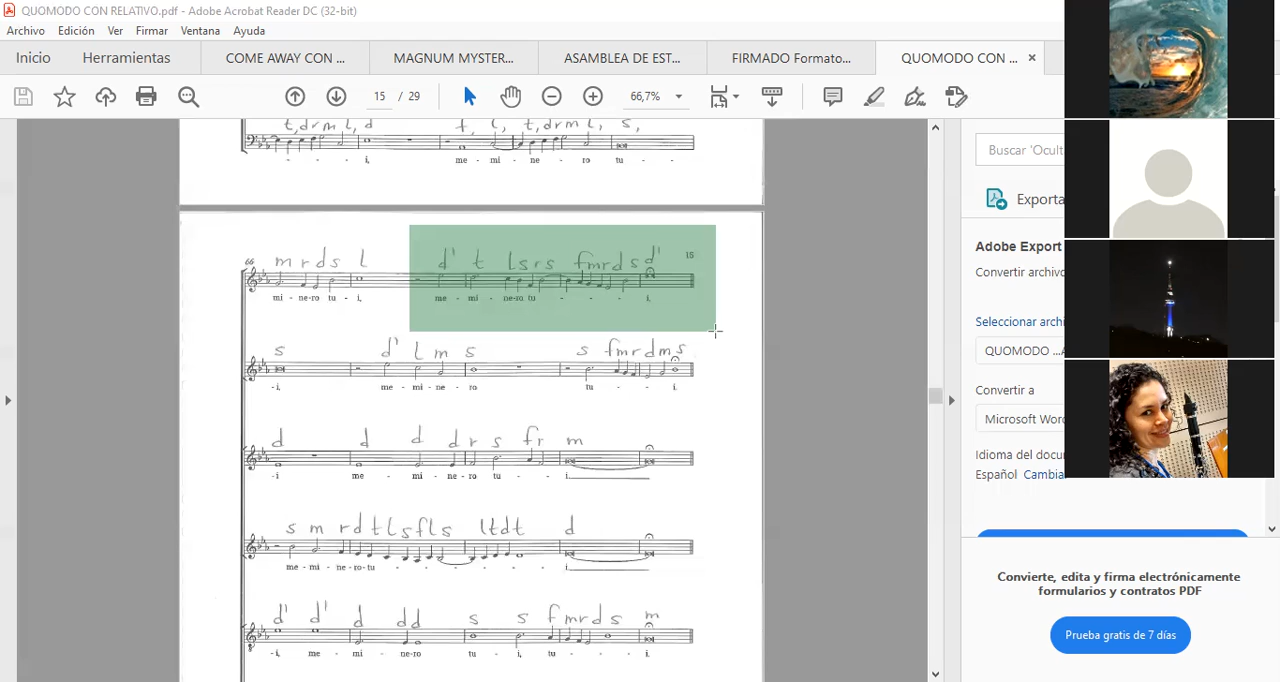 QUOMODO CON RELATIVO.pdf - Adobe Acrobat Reader DC (32-bit)
Archivo Edición Ver Firmar Ventana Ayuda
Inicio Herramientas COME AWAY CON ... MAGNUM MYSTER... ASAMBLEA DE EST... FIRMADO Formato... QUOMODO CON ... ×
15 / 29 66,7%
t, d r m l, d t, l, t, d r m l, s,
- - i, me - mi - ne - ro tu -
Buscar 'Ocult
Exporta
Adobe Export
Convertir archivo
Seleccionar archi
QUOMODO ...A
Convertir a
Microsoft Word
Idioma del docu
Español Cambia
15
66 m r d s l d' t l s r s f m r d s d'
mi - ne-ro tu - i, me - mi - ne-ro tu - - - i.
s d' l m s s f m r d m s
-i, me - mi - ne - ro tu - - i.
d d d d r s f r m
-i me - mi - ne - ro tu - i.
s m r d t l s f l s l t d t d
me - mi - ne - ro - tu - - - - - i.
d' d' d d d s s f m r d s m
-i, me - mi - ne-ro tu - i, tu - - i.
Convierte, edita y firma electrónicamente
formularios y contratos PDF
Prueba gratis de 7 días